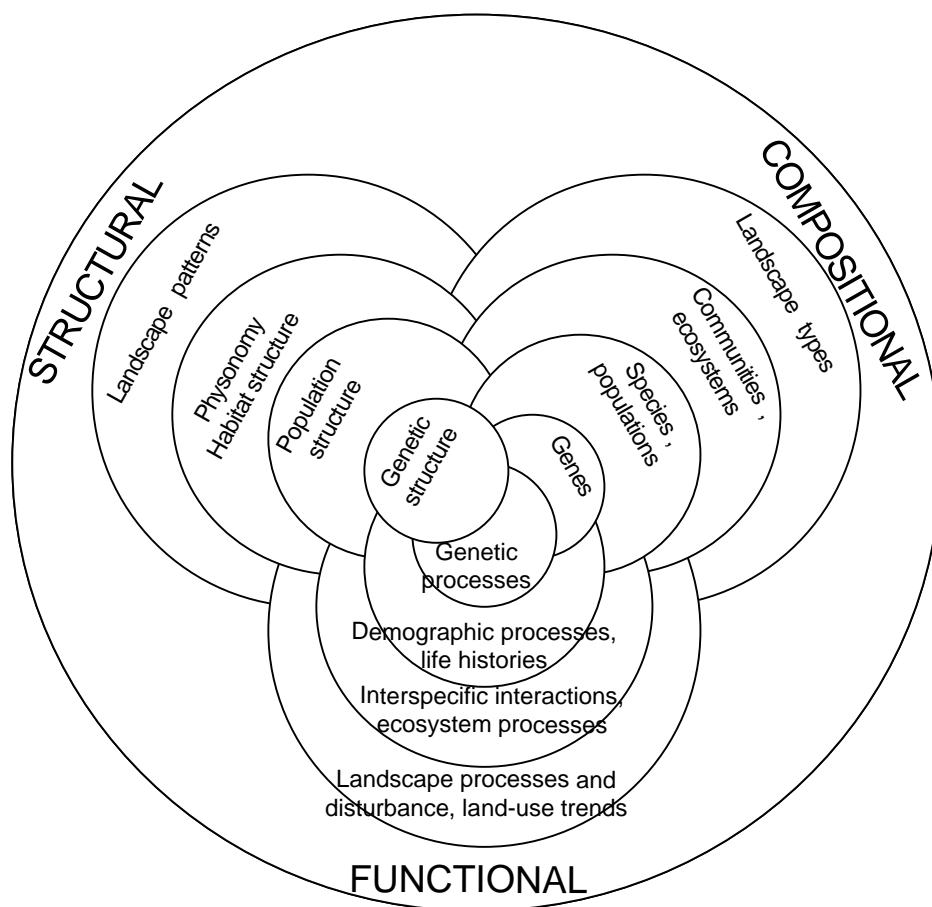 STRUCTURAL
Landscape patterns
Physonomy
Habitat structure
Population
structure
Genetic
structure
COMPOSITIONAL
Landscape types
Communities ,
ecosystems
Species ,
populations
Genes
Genetic
processes
Demographic processes,
life histories
Interspecific interactions,
ecosystem processes
Landscape processes and
disturbance, land-use trends
FUNCTIONAL